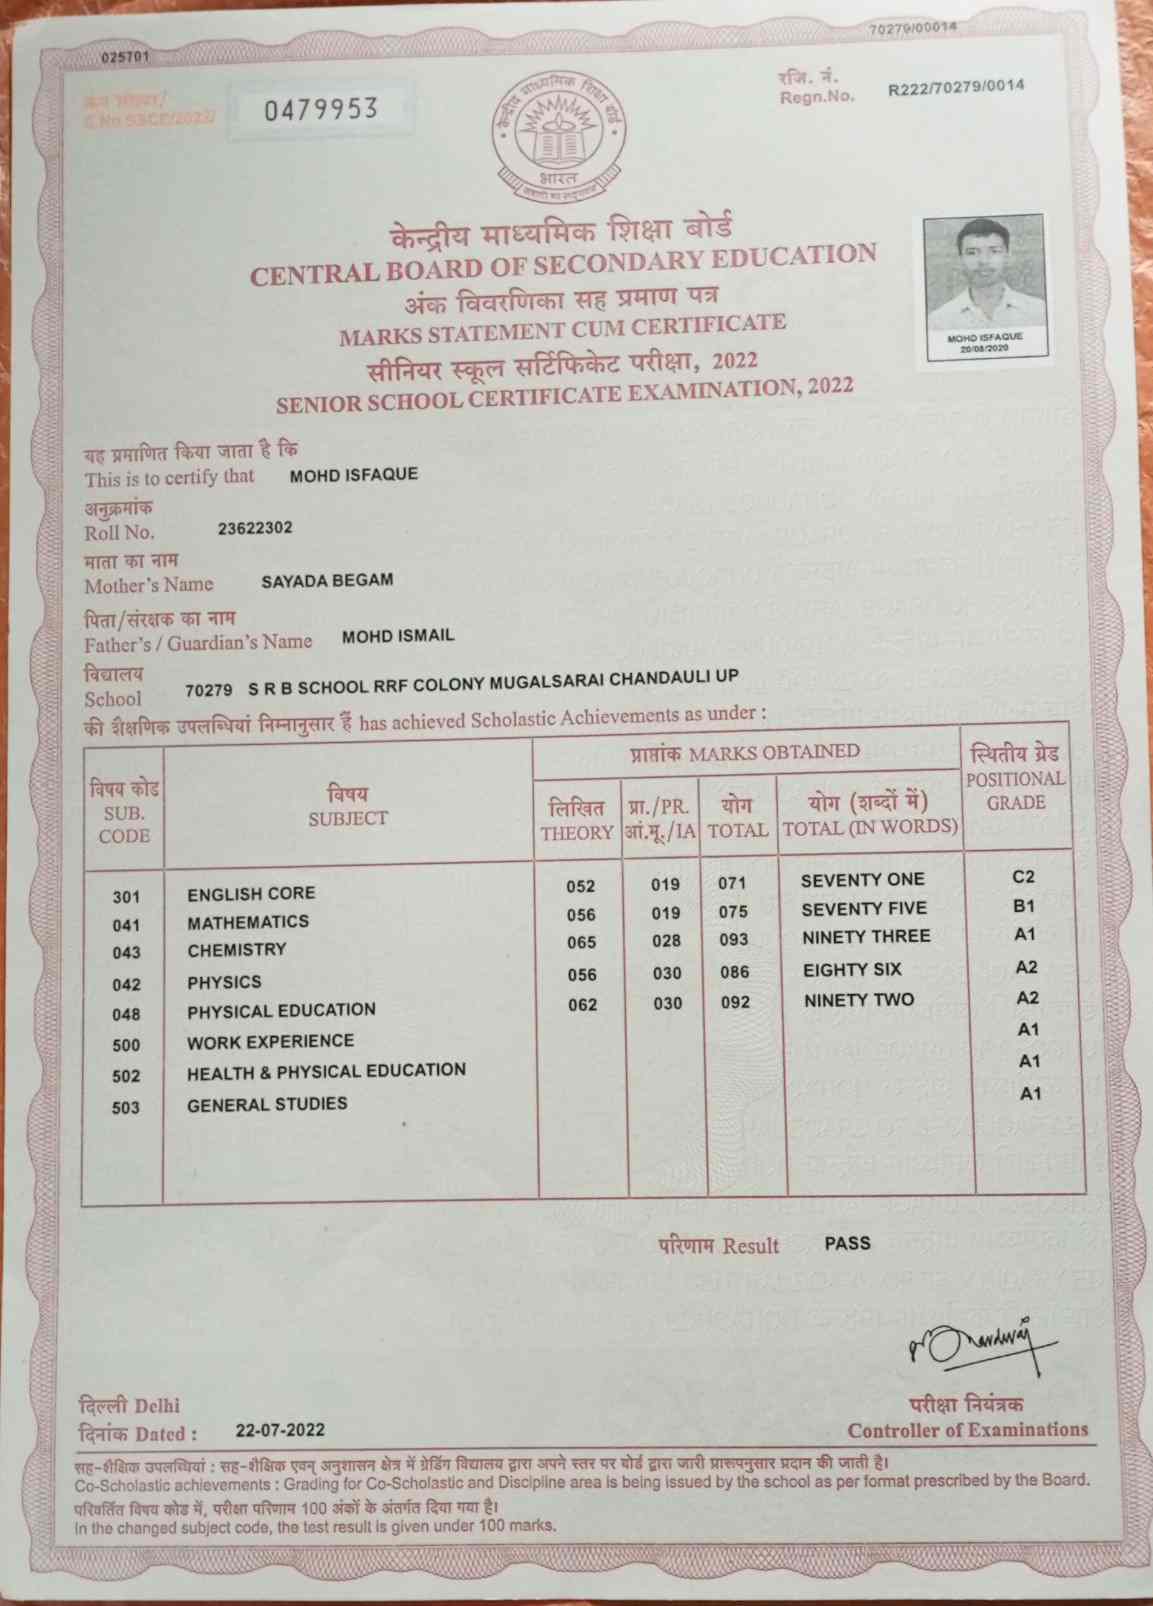 025701
70279/00014
क्रम संख्या/
S.No.SSCE/2022/
0479953
रजि. नं.
Regn.No. R222/70279/0014
केन्द्रीय माध्यमिक शिक्षा बोर्ड
भारत
केन्द्रीय माध्यमिक शिक्षा बोर्ड
CENTRAL BOARD OF SECONDARY EDUCATION
अंक विवरणिका सह प्रमाण पत्र
MARKS STATEMENT CUM CERTIFICATE
सीनियर स्कूल सर्टिफिकेट परीक्षा, 2022
SENIOR SCHOOL CERTIFICATE EXAMINATION, 2022
MOHD ISFAQUE
20/08/2020
यह प्रमाणित किया जाता है कि
This is to certify that MOHD ISFAQUE
अनुक्रमांक
Roll No. 23622302
माता का नाम
Mother's Name SAYADA BEGAM
पिता/संरक्षक का नाम
Father's / Guardian's Name MOHD ISMAIL
विद्यालय
School 70279 S R B SCHOOL RRF COLONY MUGALSARAI CHANDAULI UP
की शैक्षणिक उपलब्धियां निम्नानुसार हैं has achieved Scholastic Achievements as under :
विषय कोड
SUB.
CODE
विषय
SUBJECT
प्राप्तांक MARKS OBTAINED
लिखित
THEORY
प्रा./PR.
आं.मू./IA
योग
TOTAL
योग (शब्दों में)
TOTAL (IN WORDS)
स्थितीय ग्रेड
POSITIONAL
GRADE
301 ENGLISH CORE 052 019 071 SEVENTY ONE C2
041 MATHEMATICS 056 019 075 SEVENTY FIVE B1
043 CHEMISTRY 065 028 093 NINETY THREE A1
042 PHYSICS 056 030 086 EIGHTY SIX A2
048 PHYSICAL EDUCATION 062 030 092 NINETY TWO A2
500 WORK EXPERIENCE A1
502 HEALTH & PHYSICAL EDUCATION A1
503 GENERAL STUDIES A1
परिणाम Result PASS
दिल्ली Delhi
दिनांक Dated : 22-07-2022
परीक्षा नियंत्रक
Controller of Examinations
सह-शैक्षिक उपलब्धियां : सह-शैक्षिक एवन् अनुशासन क्षेत्र में ग्रेडिंग विद्यालय द्वारा अपने स्तर पर बोर्ड द्वारा जारी प्रारूपनुसार प्रदान की जाती है।
Co-Scholastic achievements : Grading for Co-Scholastic and Discipline area is being issued by the school as per format prescribed by the Board.
परिवर्तित विषय कोड में, परीक्षा परिणाम 100 अंकों के अंतर्गत दिया गया है।
In the changed subject code, the test result is given under 100 marks.